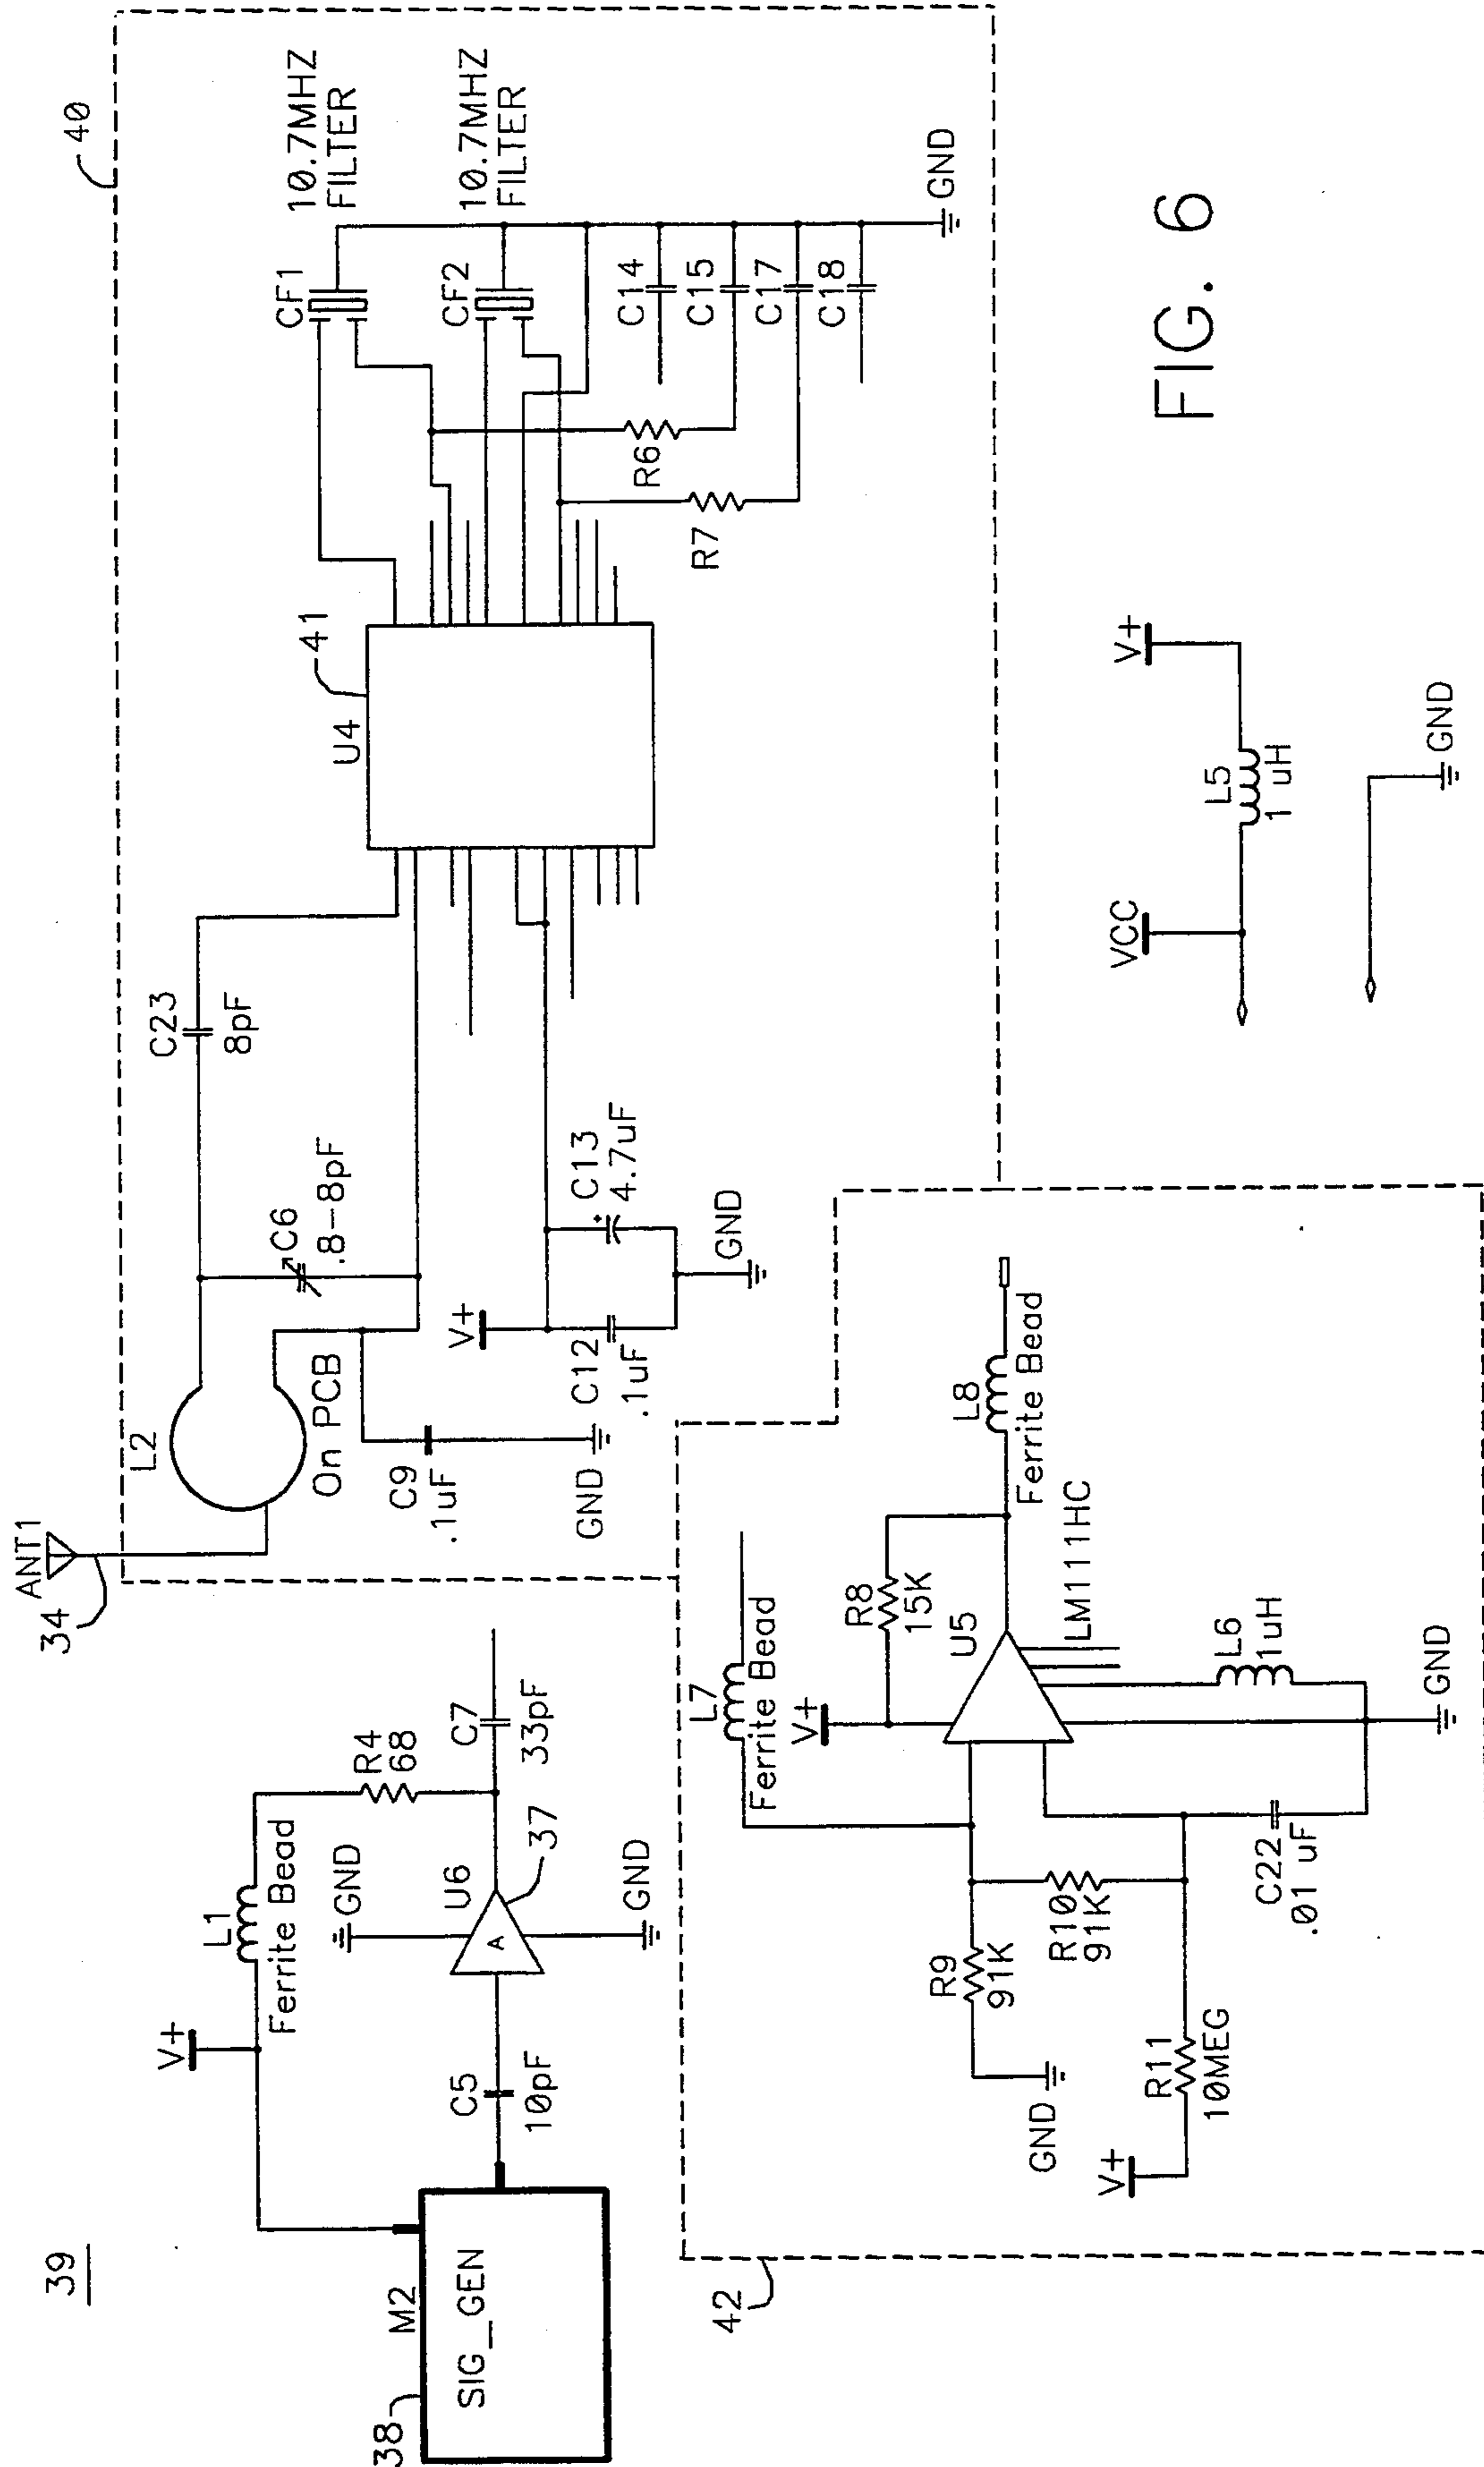 39
38
M2
SIG_GEN
V+
L1
Ferrite Bead
C5
10pF
GND
U6
A
37
GND
R4
68
C7
33pF
ANT1
34
L2
On PCB
C9
.1uF
GND
C6
.8-8pF
C23
8pF
V+
C12
.1uF
C13
4.7uF
GND
U4
41
40
CF1
10.7MHZ
FILTER
CF2
10.7MHZ
FILTER
R6
R7
C14
C15
C17
C18
GND
42
L7
Ferrite Bead
V+
R8
15K
U5
LM111HC
L8
Ferrite Bead
R9
91K
GND
R10
91K
V+
R11
10MEG
C22
.01 uF
L6
1uH
GND
VCC
L5
1 uH
V+
GND
FIG. 6